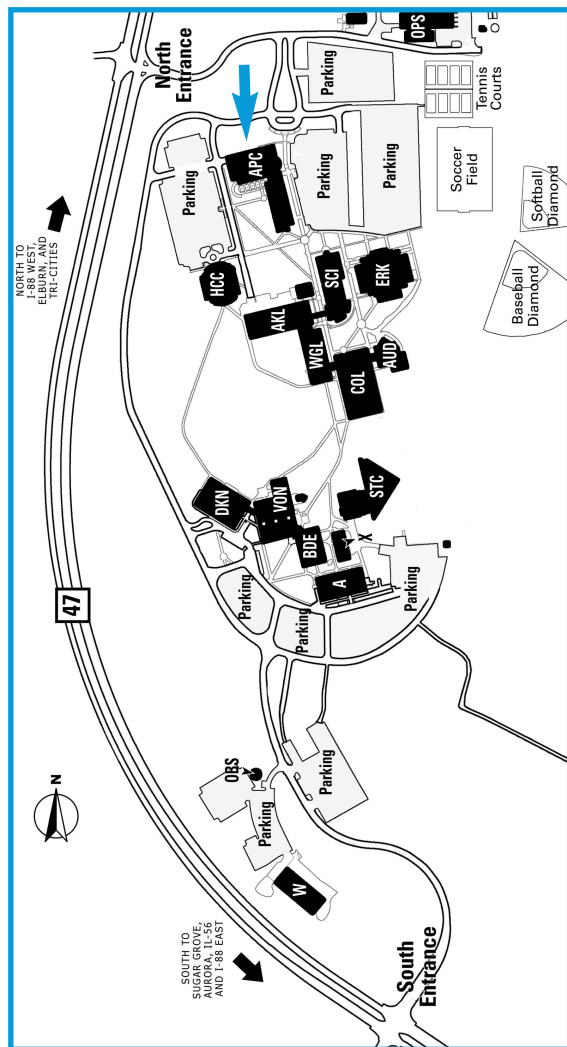 OPS
E
North
Entrance
Parking
Tennis
Courts
APC
Parking
Parking
Parking
Soccer
Field
Softball
Diamond
Baseball
Diamond
NORTH TO
I-88 WEST,
ELBURN, AND
TRI-CITIES
HCC
AKL
SCI
ERK
WGL
COL
AUD
DKN
VON
STC
BDE
X
A
47
Parking
Parking
Parking
N
OBS
Parking
Parking
W
SOUTH TO
SUGAR GROVE,
AURORA, IL-56
AND I-88 EAST
South
Entrance